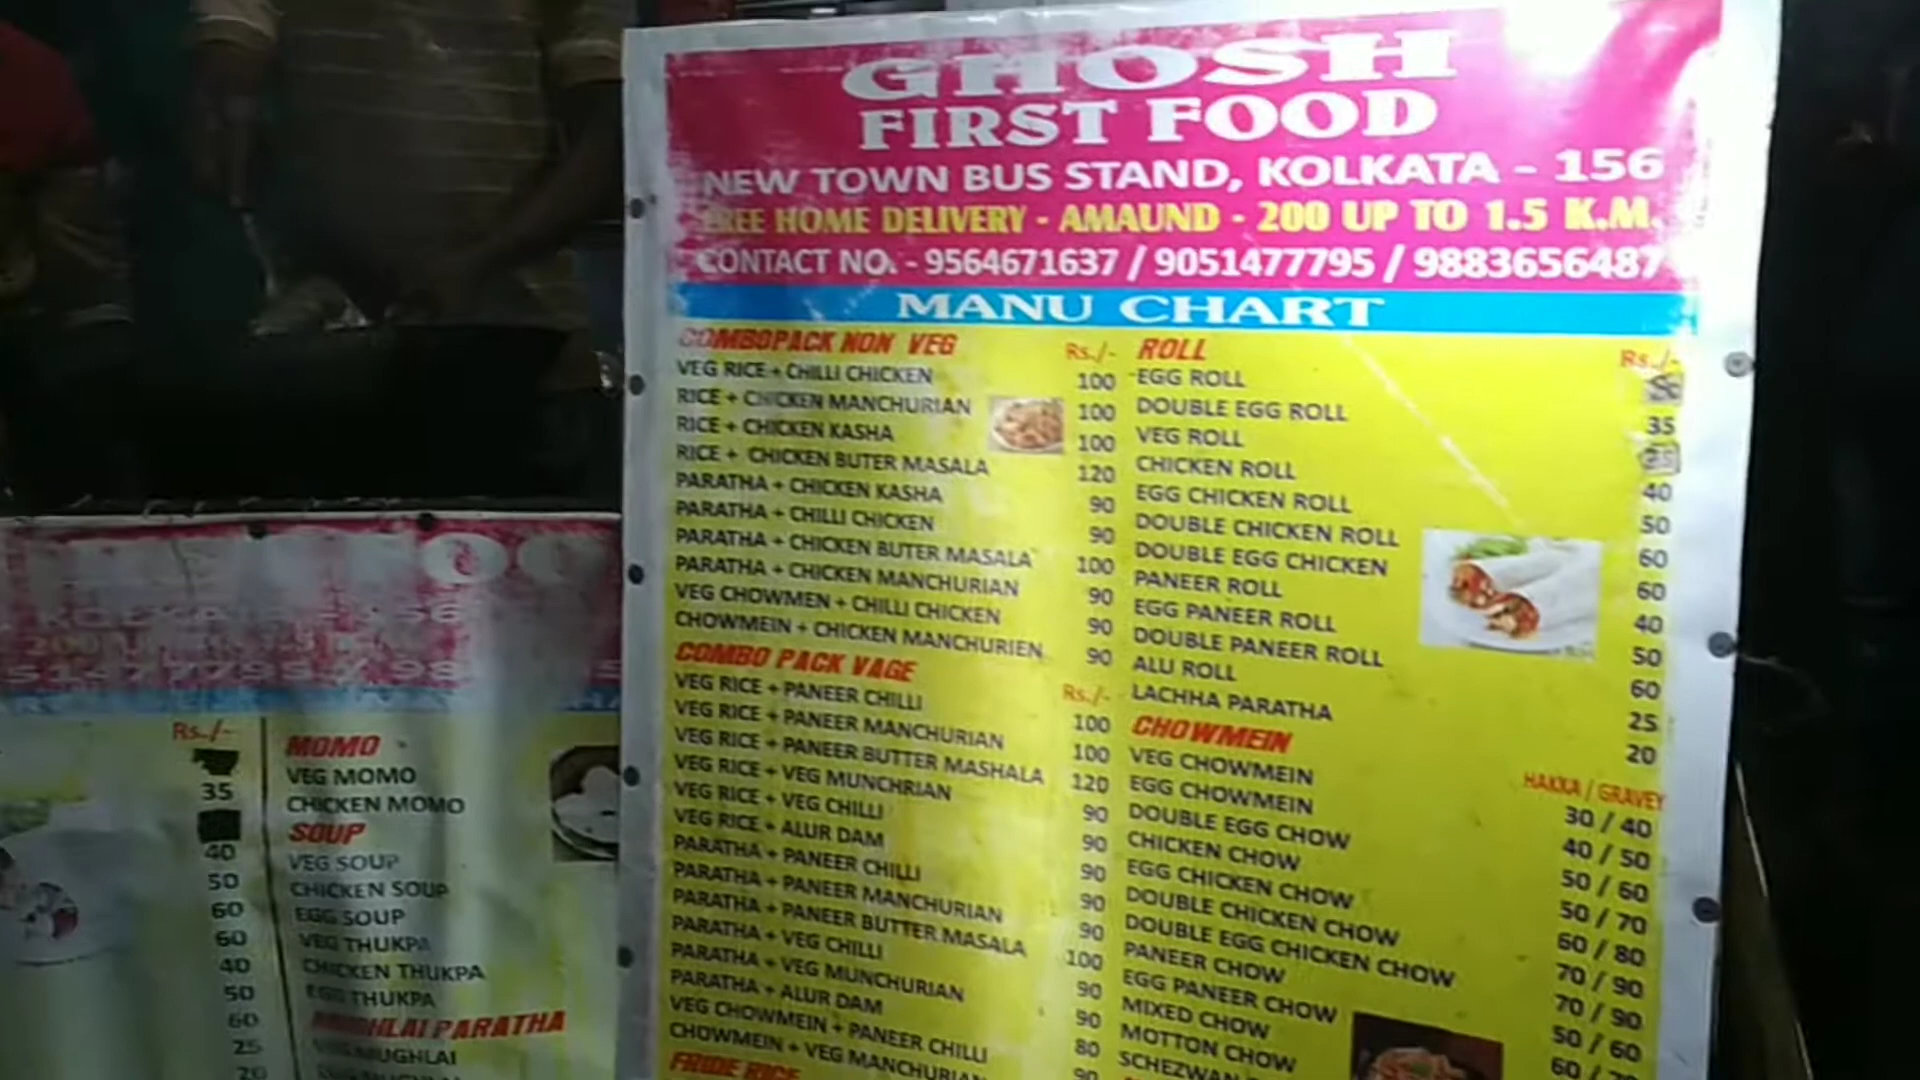 GHOSH
FIRST FOOD
NEW TOWN BUS STAND, KOLKATA - 156
FREE HOME DELIVERY - AMAUND - 200 UP TO 1.5 K.M.
CONTACT NO. - 9564671637 / 9051477795 / 9883656487
MANU CHART
COMBOPACK NON VEG Rs./-
VEG RICE + CHILLI CHICKEN 100
RICE + CHICKEN MANCHURIAN 100
RICE + CHICKEN KASHA 100
RICE + CHICKEN BUTER MASALA 120
PARATHA + CHICKEN KASHA 90
PARATHA + CHILLI CHICKEN 90
PARATHA + CHICKEN BUTER MASALA 100
PARATHA + CHICKEN MANCHURIAN 90
VEG CHOWMEN + CHILLI CHICKEN 90
CHOWMEIN + CHICKEN MANCHURIEN 90
COMBO PACK VAGE Rs./-
VEG RICE + PANEER CHILLI 100
VEG RICE + PANEER MANCHURIAN 100
VEG RICE + PANEER BUTTER MASHALA 120
VEG RICE + VEG MUNCHRIAN 90
VEG RICE + VEG CHILLI 90
VEG RICE + ALUR DAM 90
PARATHA + PANEER CHILLI 90
PARATHA + PANEER MANCHURIAN 90
PARATHA + PANEER BUTTER MASALA 100
PARATHA + VEG CHILLI 90
PARATHA + VEG MUNCHURIAN 90
PARATHA + ALUR DAM 80
VEG CHOWMEIN + PANEER CHILLI 90
CHOWMEIN + VEG MANCHURIAN
FRIDE RICE
ROLL Rs./-
EGG ROLL
DOUBLE EGG ROLL 35
VEG ROLL
CHICKEN ROLL 40
EGG CHICKEN ROLL 50
DOUBLE CHICKEN ROLL 60
DOUBLE EGG CHICKEN 60
PANEER ROLL 40
EGG PANEER ROLL 50
DOUBLE PANEER ROLL 60
ALU ROLL 25
LACHHA PARATHA 20
CHOWMEIN HAKKA / GRAVEY
VEG CHOWMEIN 30 / 40
EGG CHOWMEIN 40 / 50
DOUBLE EGG CHOW 50 / 60
CHICKEN CHOW 50 / 70
EGG CHICKEN CHOW 60 / 80
DOUBLE CHICKEN CHOW 70 / 90
DOUBLE EGG CHICKEN CHOW 70 / 90
PANEER CHOW 50 / 60
EGG PANEER CHOW 60 /
MIXED CHOW
MOTTON CHOW
SCHEZWAN
Rs./-
35
40
50
60
60
40
50
60
25
20
MOMO
VEG MOMO
CHICKEN MOMO
SOUP
VEG SOUP
CHICKEN SOUP
EGG SOUP
VEG THUKPA
CHICKEN THUKPA
EGG THUKPA
MUGHLAI PARATHA
MUGHLAI